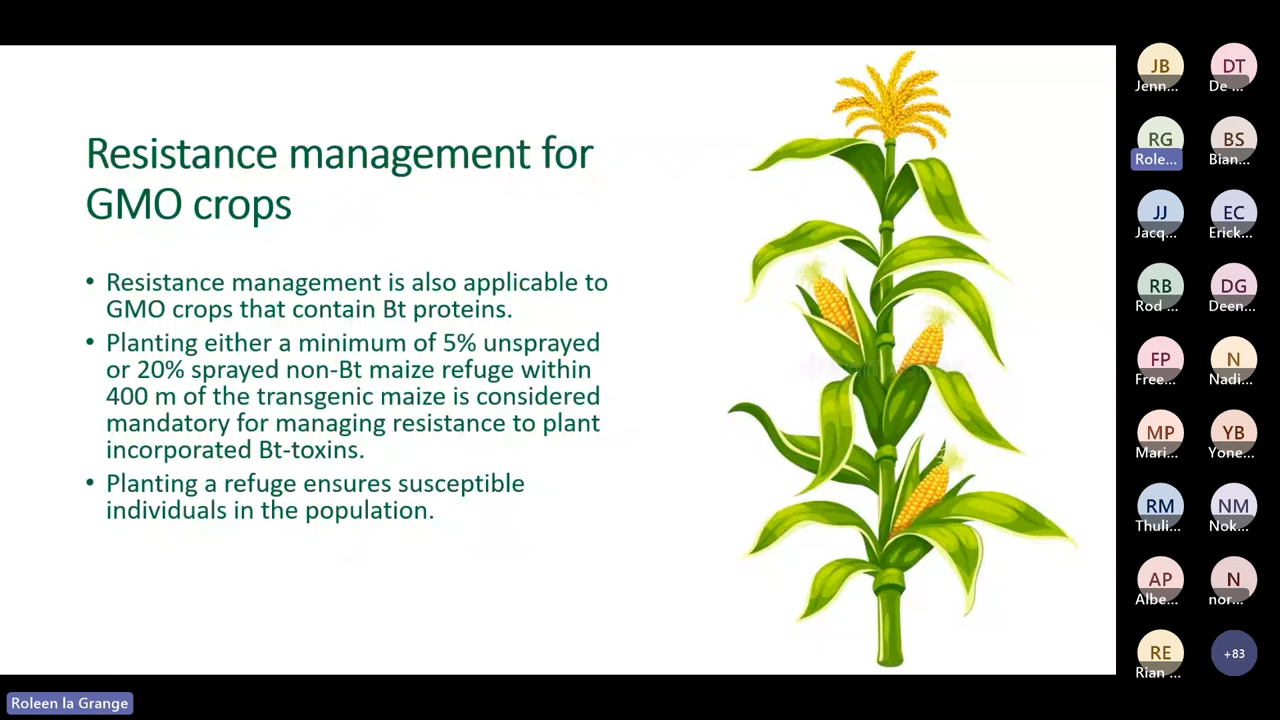 Resistance management for
GMO crops
• Resistance management is also applicable to
GMO crops that contain Bt proteins.
• Planting either a minimum of 5% unsprayed
or 20% sprayed non-Bt maize refuge within
400 m of the transgenic maize is considered
mandatory for managing resistance to plant
incorporated Bt-toxins.
• Planting a refuge ensures susceptible
individuals in the population.
JB
Jenn...
DT
De ...
RG
Role...
BS
Bian...
JJ
Jacq...
EC
Erick...
RB
Rod ...
DG
Deen...
FP
Free...
N
Nadi...
MP
Mari...
YB
Yone...
RM
Thuli...
NM
Nok...
AP
Albe...
N
nor...
RE
Rian ...
+83
Roleen la Grange